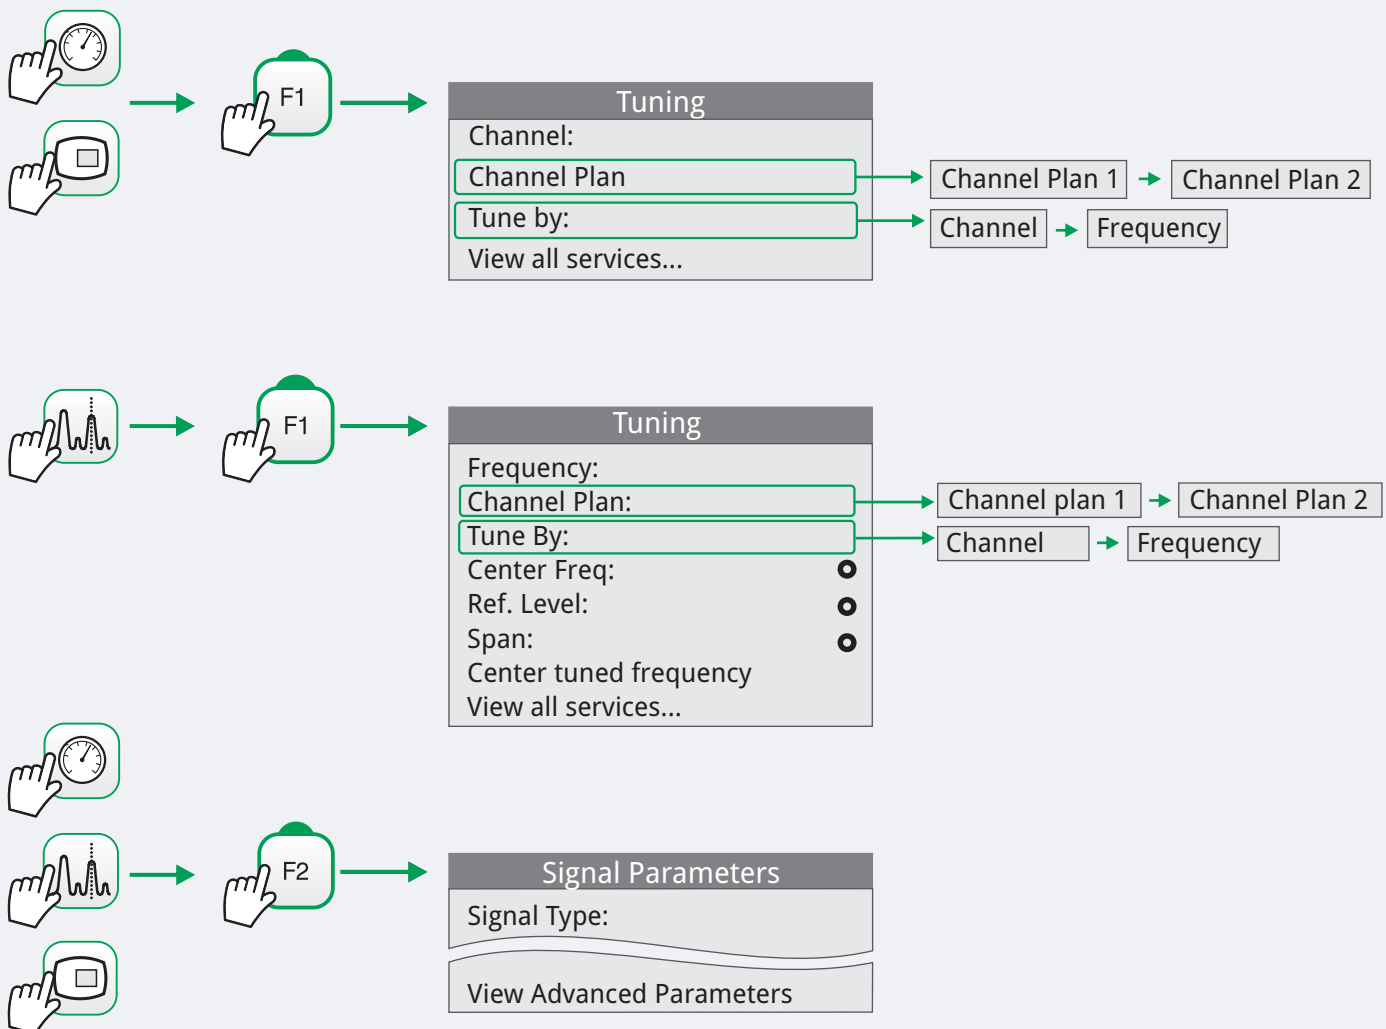 F1
Tuning
Channel:
Channel Plan
Channel Plan 1
Channel Plan 2
Tune by:
Channel
Frequency
View all services...
F1
Tuning
Frequency:
Channel Plan:
Channel plan 1
Channel Plan 2
Tune By:
Channel
Frequency
Center Freq:
Ref. Level:
Span:
Center tuned frequency
View all services...
F2
Signal Parameters
Signal Type:
View Advanced Parameters